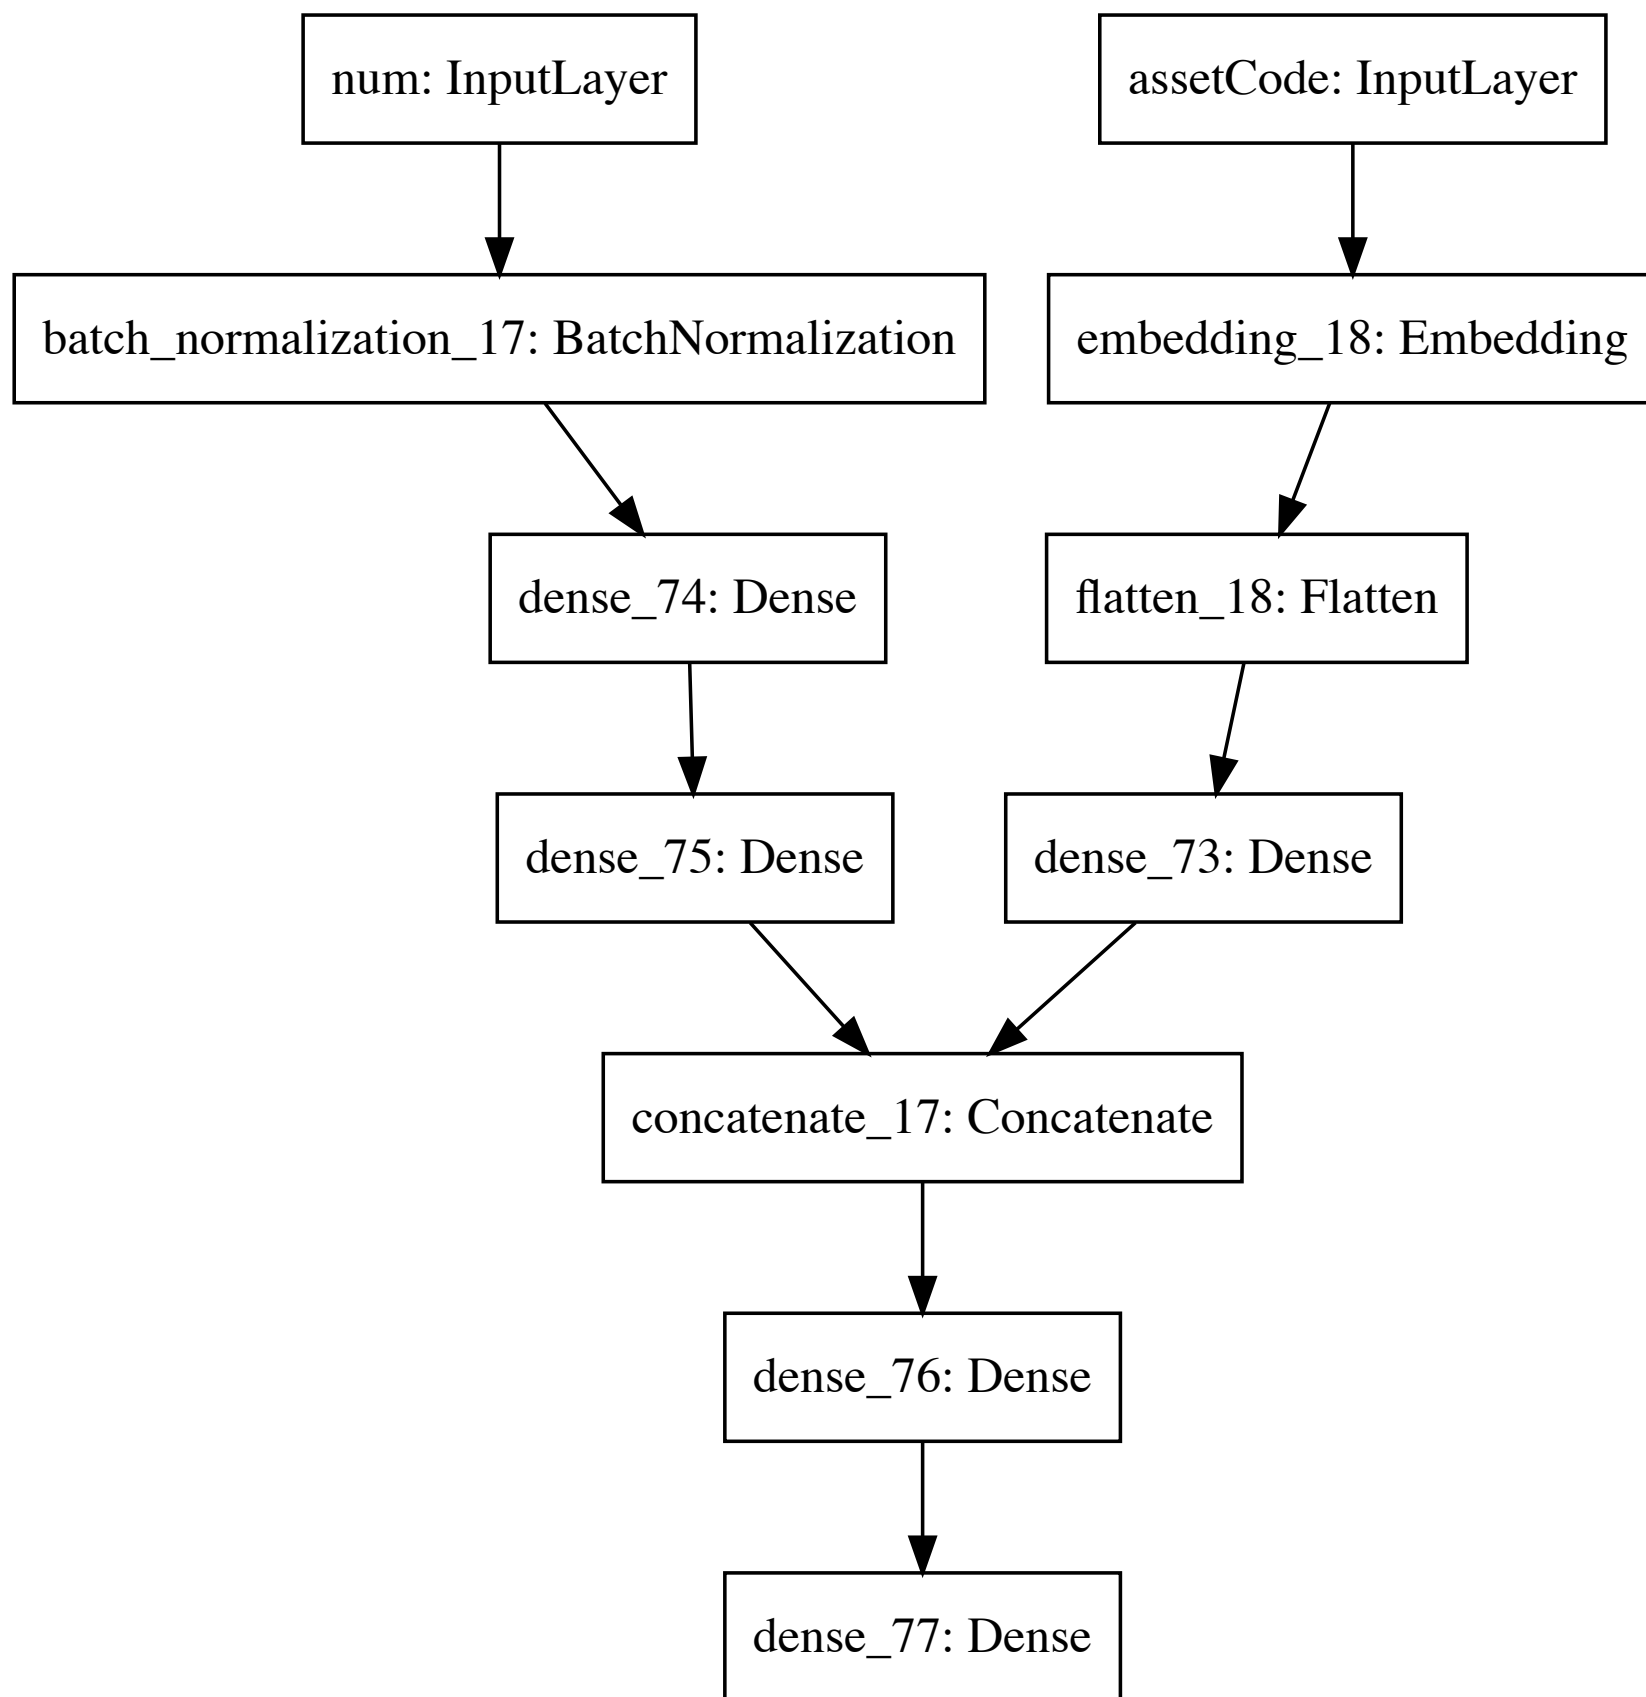 num: InputLayer
assetCode: InputLayer
batch_normalization_17: BatchNormalization
embedding_18: Embedding
dense_74: Dense
flatten_18: Flatten
dense_75: Dense
dense_73: Dense
concatenate_17: Concatenate
dense_76: Dense
dense_77: Dense